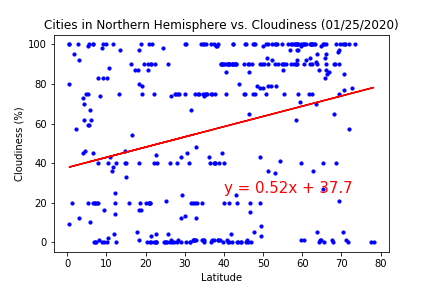 Cities in Northern Hemisphere vs. Cloudiness (01/25/2020)
100
80
60
40
20
0
Cloudiness (%)
y = 0.52x + 37.7
0 10 20 30 40 50 60 70 80
Latitude